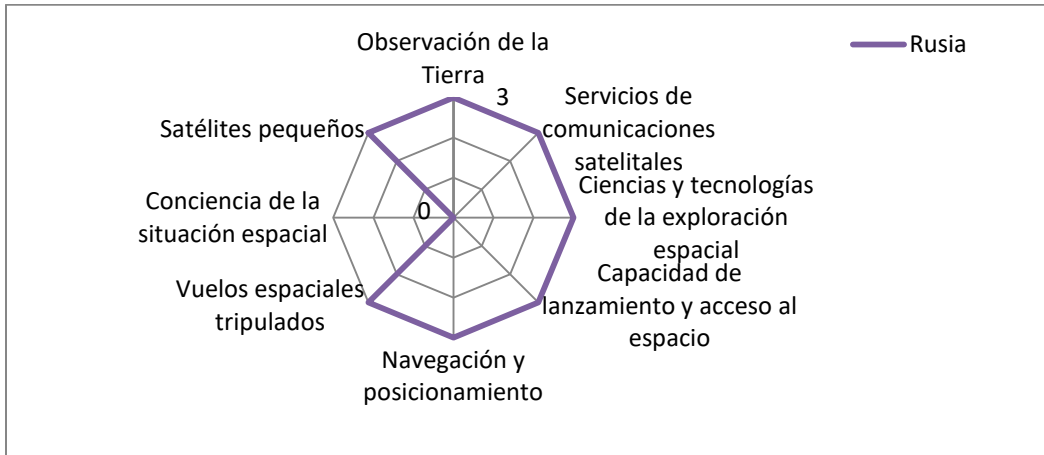 Observación de la
Tierra
3
Rusia
Servicios de
comunicaciones
satelitales
Ciencias y tecnologías
de la exploración
espacial
Capacidad de
lanzamiento y acceso al
espacio
Navegación y
posicionamiento
Vuelos espaciales
tripulados
Conciencia de la
situación espacial
Satélites pequeños
0